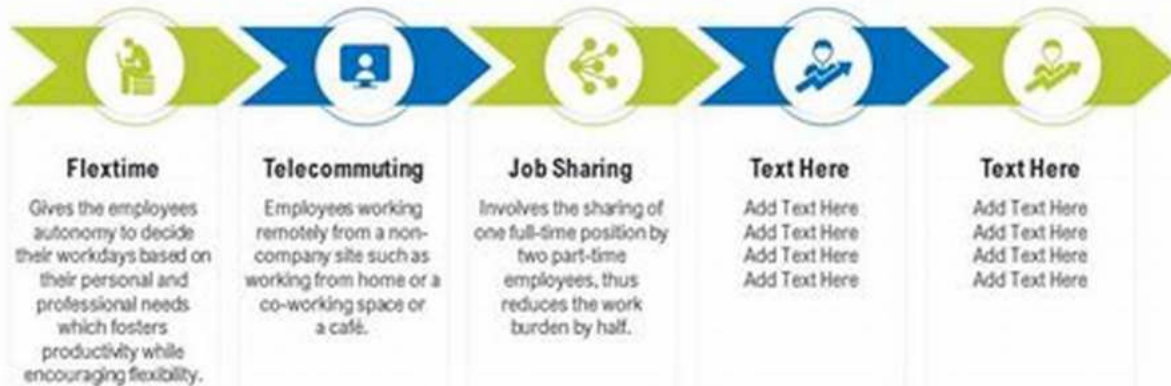 Flextime
Gives the employees
autonomy to decide
their workdays based on
their personal and
professional needs
which fosters
productivity while
encouraging flexibility.
Telecommuting
Employees working
remotely from a non-
company site such as
working from home or a
co-working space or
a café.
Job Sharing
Involves the sharing of
one full-time position by
two part-time
employees, thus
reduces the work
burden by half.
Text Here
Add Text Here
Add Text Here
Add Text Here
Add Text Here
Text Here
Add Text Here
Add Text Here
Add Text Here
Add Text Here